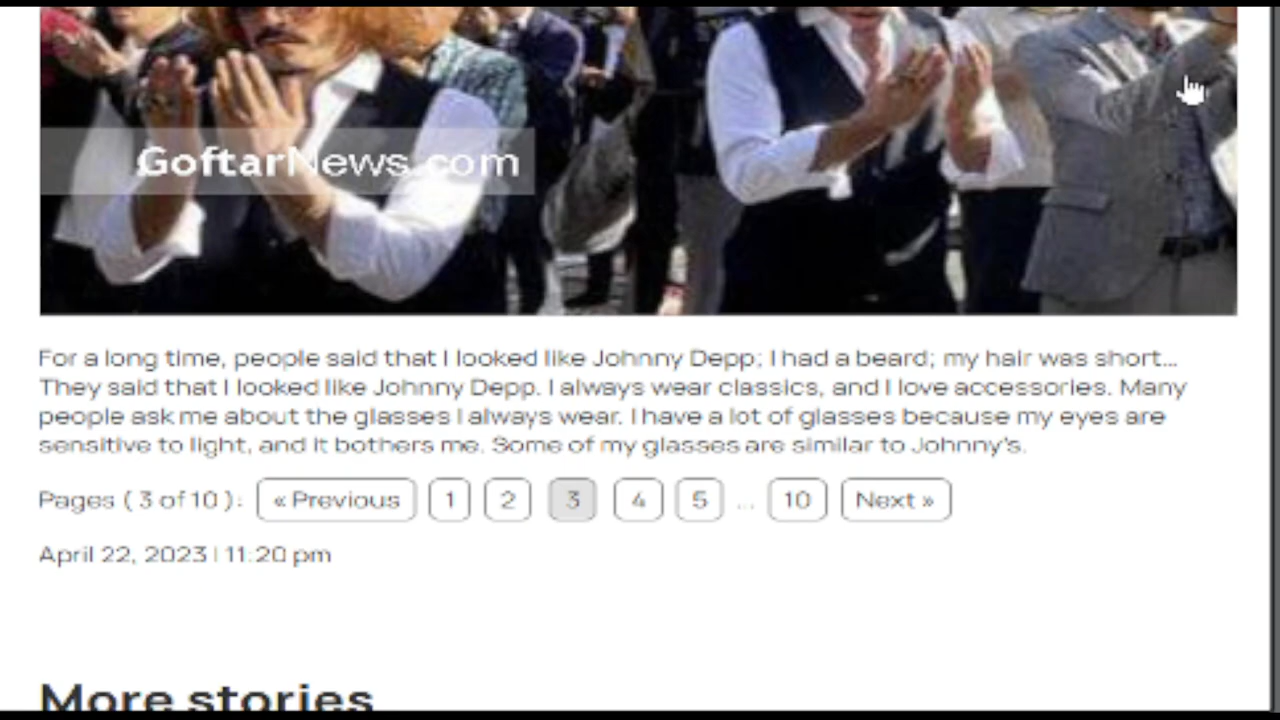 GoftarNews.com
For a long time, people said that I looked like Johnny Depp; I had a beard; my hair was short...
They said that I looked like Johnny Depp. I always wear classics, and I love accessories. Many
people ask me about the glasses I always wear. I have a lot of glasses because my eyes are
sensitive to light, and it bothers me. Some of my glasses are similar to Johnny's.
Pages ( 3 of 10 ): « Previous 1 2 3 4 5 ... 10 Next »
April 22, 2023 | 11:20 pm
More stories